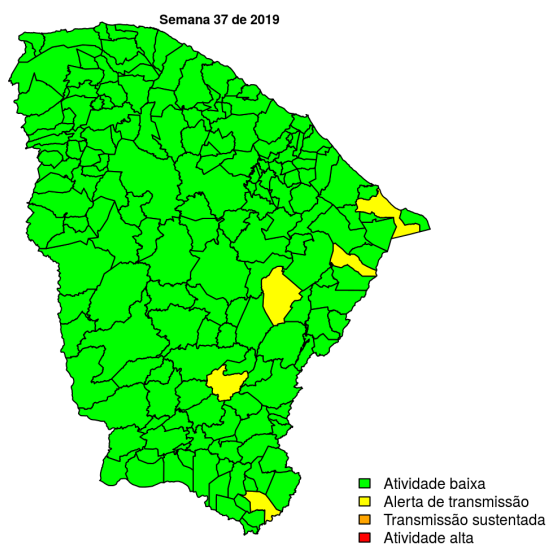 Semana 37 de 2019
Atividade baixa
Alerta de transmissão
Transmissão sustentada
Atividade alta